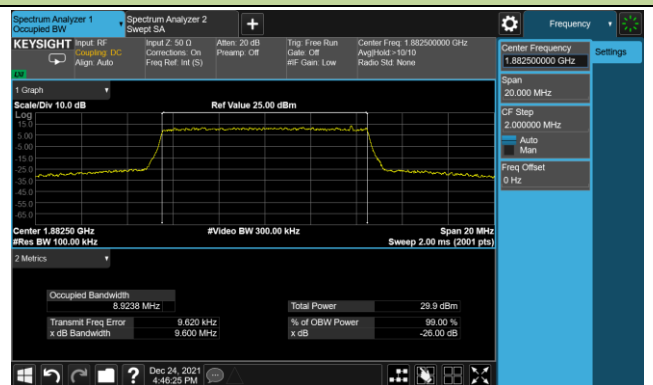 Spectrum Analyzer 1
Occupied BW
Spectrum Analyzer 2
Swept SA
Frequency
KEYSIGHT
Input: RF
Coupling: DC
Align: Auto
Input Z: 50 Ω
Corrections: On
Freq Ref: Int (S)
Atten: 20 dB
Preamp: Off
Trig: Free Run
Gate: Off
#IF Gain: Low
Center Freq: 1.882500000 GHz
Avg|Hold:>10/10
Radio Std: None
Center Frequency
1.882500000 GHz
Settings
Span
20.000 MHz
CF Step
2.000000 MHz
Auto
Man
Freq Offset
0 Hz
1 Graph
Scale/Div 10.0 dB
Ref Value 25.00 dBm
Log
15.0
5.00
-5.00
-15.0
-25.0
-35.0
-45.0
-55.0
-65.0
Center 1.88250 GHz
#Video BW 300.00 kHz
Span 20 MHz
#Res BW 100.00 kHz
Sweep 2.00 ms (2001 pts)
2 Metrics
Occupied Bandwidth
8.9238 MHz
Total Power
29.9 dBm
Transmit Freq Error
9.620 kHz
% of OBW Power
99.00 %
x dB Bandwidth
9.600 MHz
x dB
-26.00 dB
?
Dec 24, 2021
4:46:25 PM